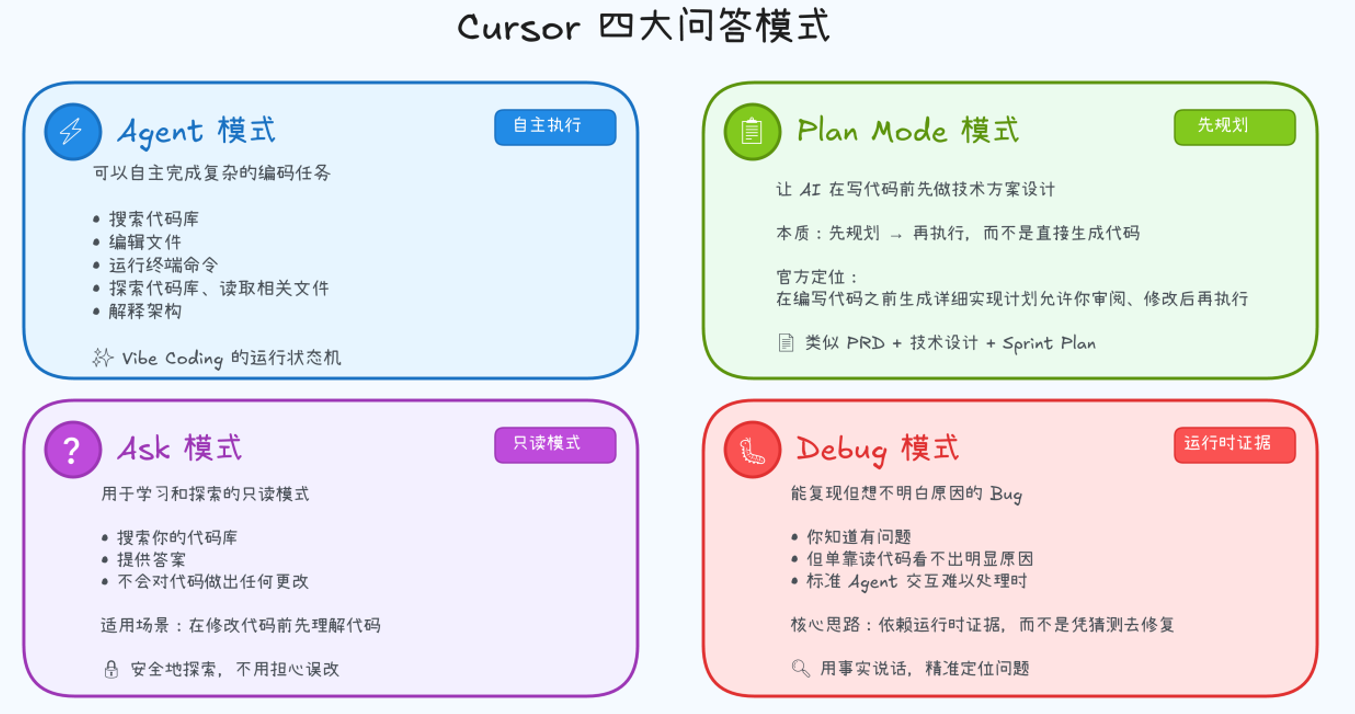 Cursor 四大问答模式
Agent 模式
自主执行
可以自主完成复杂的编码任务
• 搜索代码库
• 编辑文件
• 运行终端命令
• 探索代码库、读取相关文件
• 解释架构
Vibe Coding 的运行状态机
Plan Mode 模式
先规划
让 AI 在写代码前先做技术方案设计
本质：先规划 → 再执行，而不是直接生成代码
官方定位：
在编写代码之前生成详细实现计划允许你审阅、修改后再执行
类似 PRD + 技术设计 + Sprint Plan
?
Ask 模式
只读模式
用于学习和探索的只读模式
• 搜索你的代码库
• 提供答案
• 不会对代码做出任何更改
适用场景：在修改代码前先理解代码
安全地探索，不用担心误改
Debug 模式
运行时证据
能复现但想不明白原因的 Bug
• 你知道有问题
• 但单靠读代码看不出明显原因
• 标准 Agent 交互难以处理时
核心思路：依赖运行时证据，而不是凭猜测去修复
用事实说话，精准定位问题